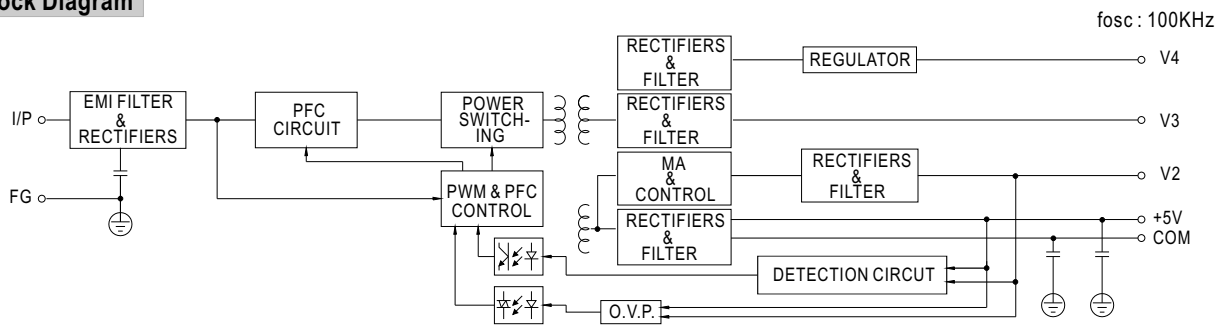 Block Diagram
fosc : 100KHz
I/P
EMI FILTER
&
RECTIFIERS
FG
PFC
CIRCUIT
POWER
SWITCH-
ING
PWM & PFC
CONTROL
RECTIFIERS
&
FILTER
REGULATOR
V4
RECTIFIERS
&
FILTER
V3
MA
&
CONTROL
RECTIFIERS
&
FILTER
V2
RECTIFIERS
&
FILTER
+5V
COM
DETECTION CIRCUT
O.V.P.